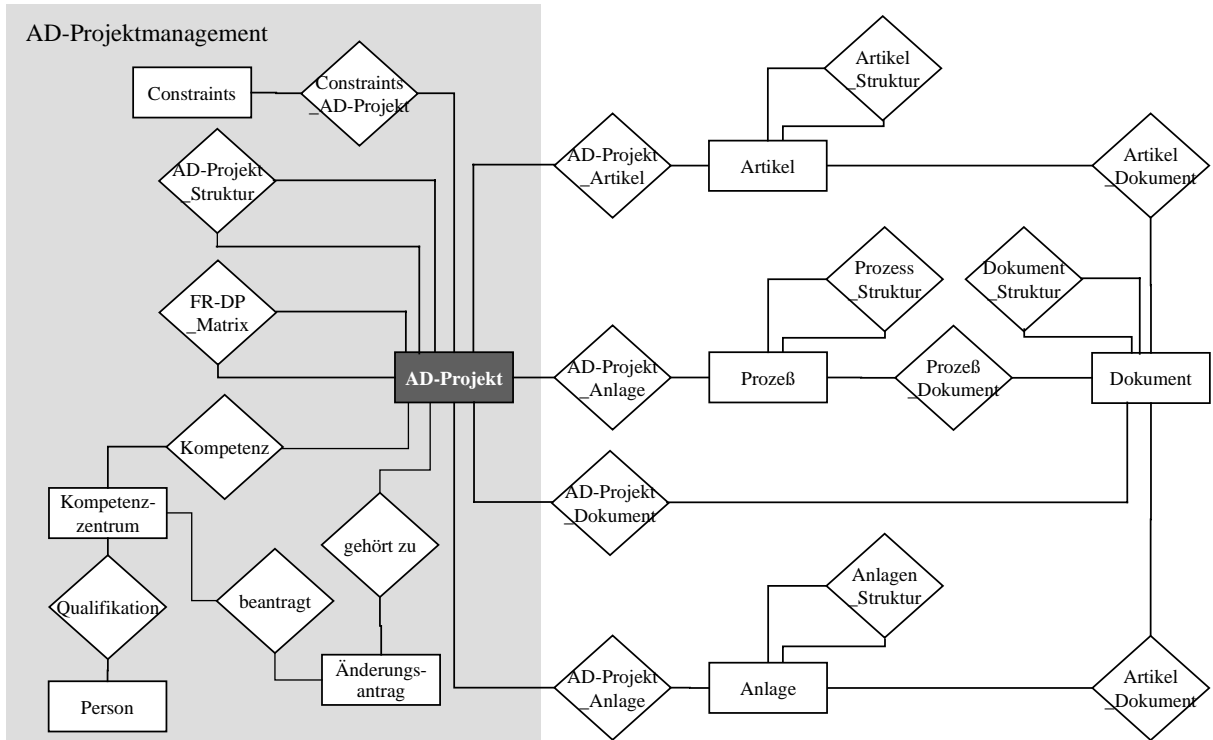 AD-Projektmanagement
Constraints
Constraints
_AD-Projekt
AD-Projekt
_Struktur
FR-DP
_Matrix
AD-Projekt
Kompetenz
Kompetenz-
zentrum
gehört zu
Qualifikation
beantragt
Änderungs-
antrag
Person
Artikel
_Struktur
AD-Projekt
_Artikel
Artikel
Artikel
_Dokument
Prozess
_Struktur
Dokument
_Struktur
AD-Projekt
_Anlage
Prozeß
Prozeß
_Dokument
Dokument
AD-Projekt
_Dokument
Anlagen
_Struktur
AD-Projekt
_Anlage
Anlage
Artikel
_Dokument